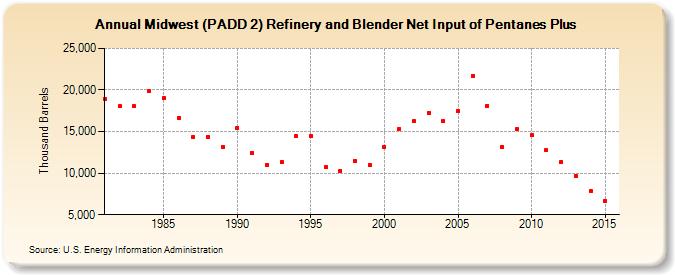 Annual Midwest (PADD 2) Refinery and Blender Net Input of Pentanes Plus
Thousand Barrels
25,000
20,000
15,000
10,000
5,000
1985 1990 1995 2000 2005 2010 2015
Source: U.S. Energy Information Administration